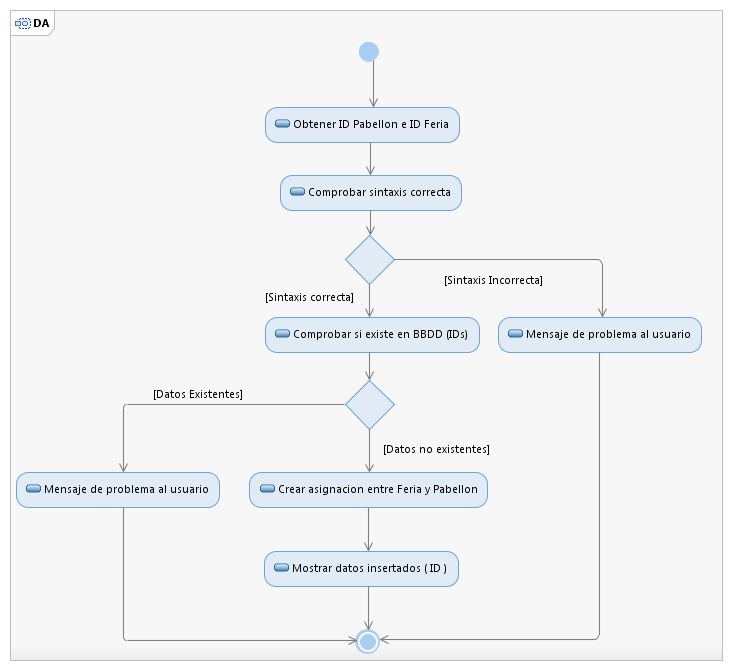 DA
Obtener ID Pabellon e ID Feria
Comprobar sintaxis correcta
[Sintaxis Incorrecta]
[Sintaxis correcta]
Comprobar si existe en BBDD (IDs)
Mensaje de problema al usuario
[Datos Existentes]
[Datos no existentes]
Mensaje de problema al usuario
Crear asignacion entre Feria y Pabellon
Mostrar datos insertados ( ID )